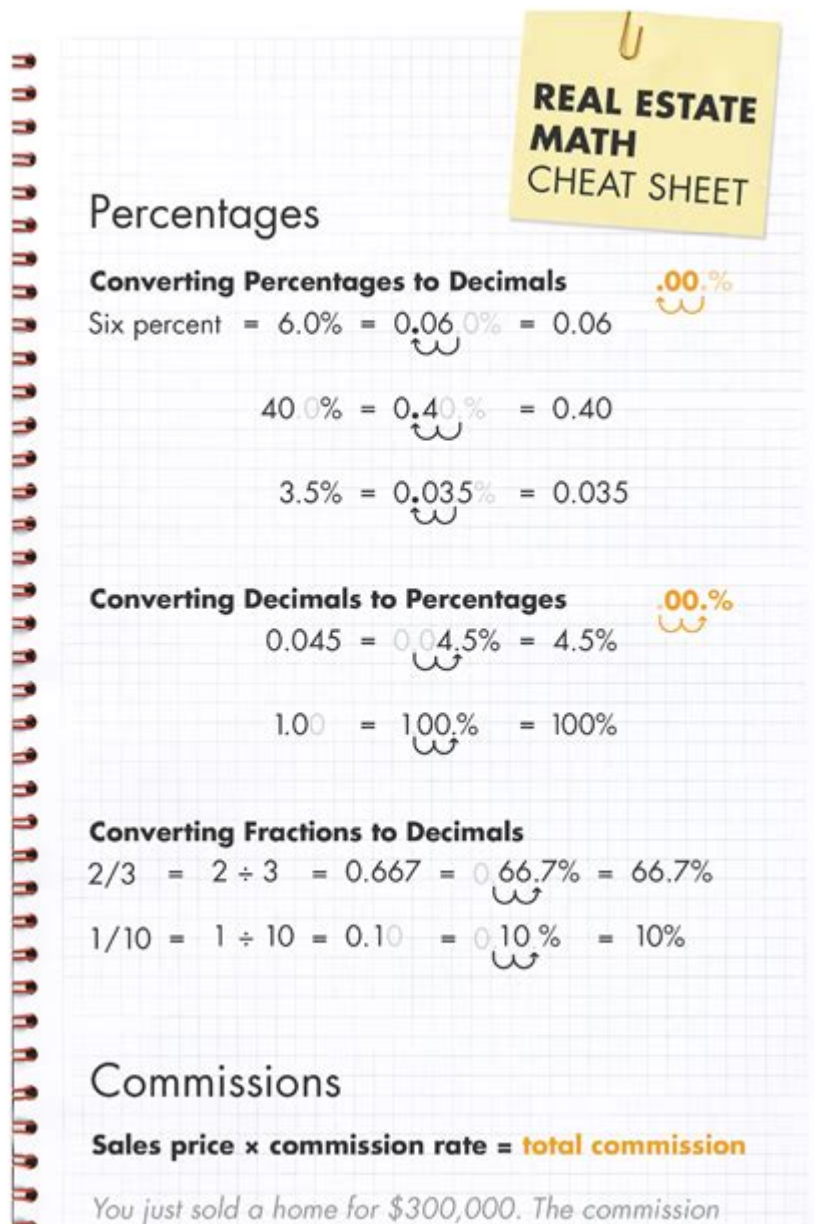 REAL ESTATE
MATH
CHEAT SHEET
Percentages
Converting Percentages to Decimals .00.%
Six percent = 6.0% = 0.06.0% = 0.06
40.0% = 0.40.% = 0.40
3.5% = 0.035% = 0.035
Converting Decimals to Percentages .00.%
0.045 = 0.04.5% = 4.5%
1.00 = 100.% = 100%
Converting Fractions to Decimals
2/3 = 2 ÷ 3 = 0.667 = 0.66.7% = 66.7%
1/10 = 1 ÷ 10 = 0.10 = 0.10.% = 10%
Commissions
Sales price × commission rate = total commission
You just sold a home for $300,000. The commission